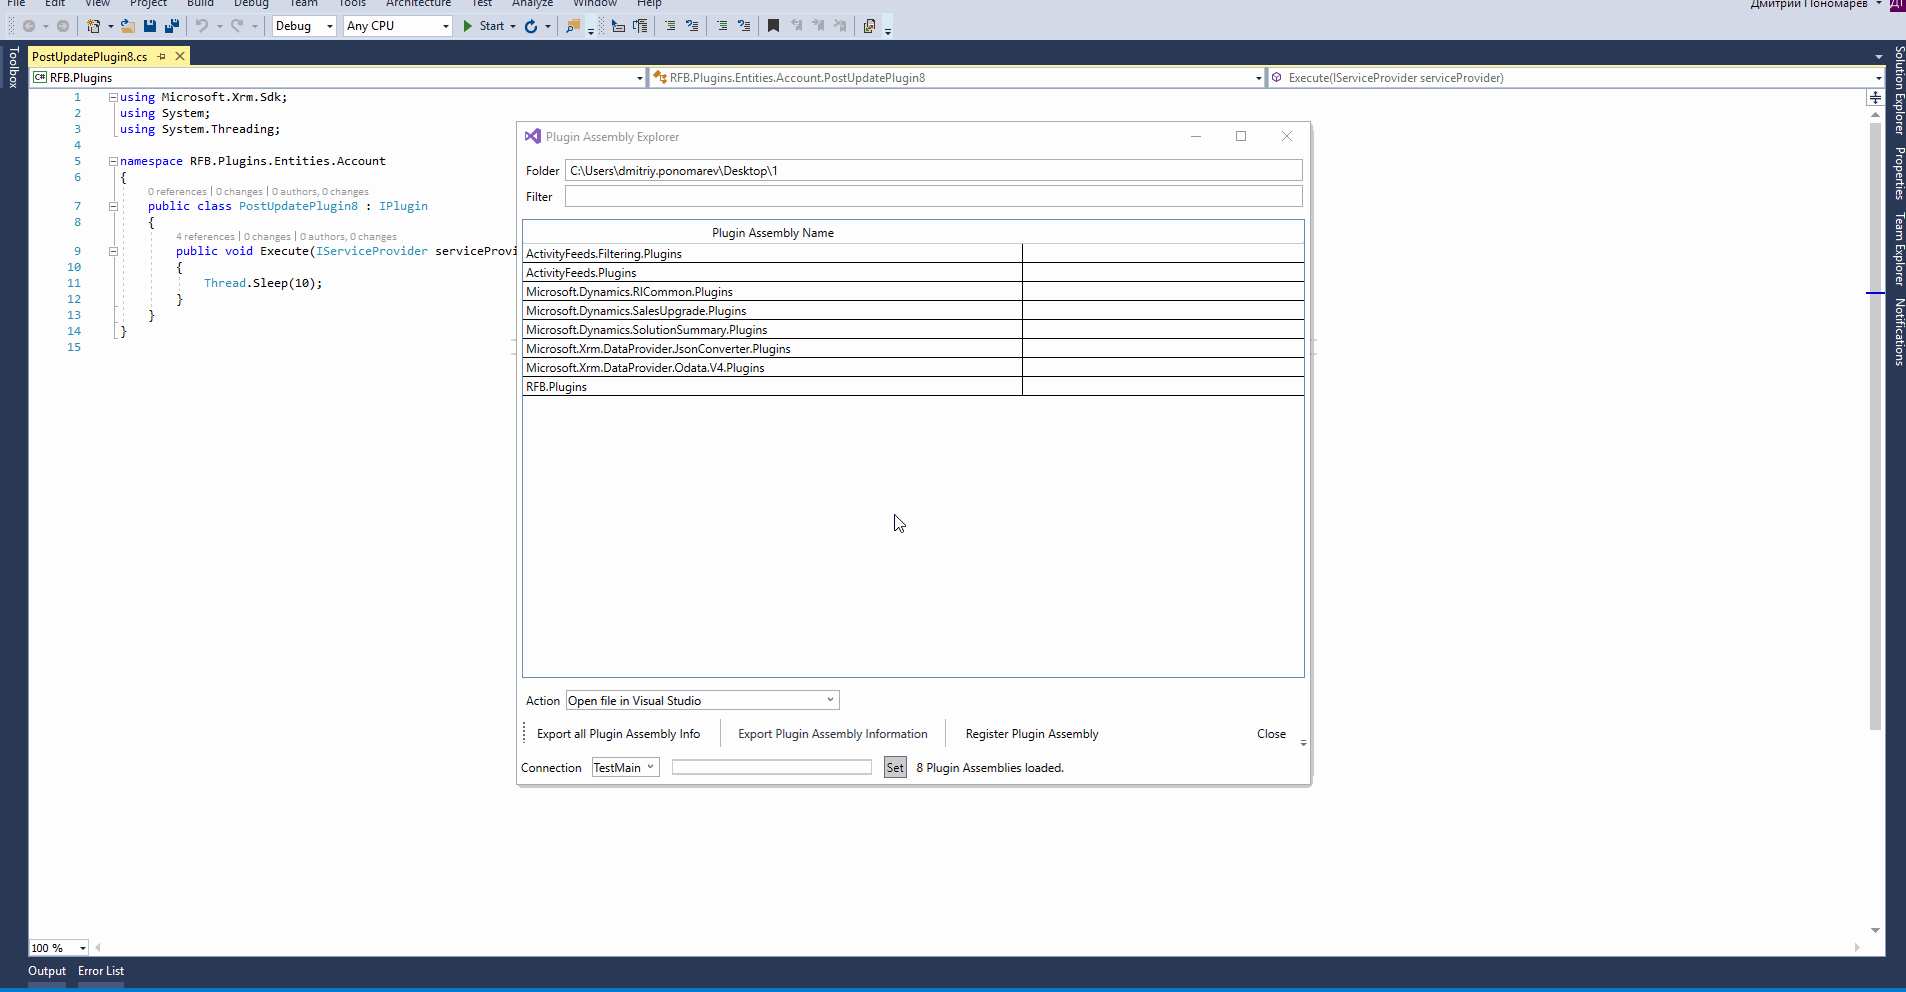 File Edit View Project Build Debug Team Tools Architecture Test Analyze Window Help Дмитрий Пономарев
Debug Any CPU Start
Toolbox
PostUpdatePlugin8.cs
RFB.Plugins RFB.Plugins.Entities.Account.PostUpdatePlugin8 Execute(IServiceProvider serviceProvider)
1 using Microsoft.Xrm.Sdk;
2 using System;
3 using System.Threading;
4
5 namespace RFB.Plugins.Entities.Account
6 {
0 references | 0 changes | 0 authors, 0 changes
7 public class PostUpdatePlugin8 : IPlugin
8 {
4 references | 0 changes | 0 authors, 0 changes
9 public void Execute(IServiceProvider serviceProvi
10 {
11 Thread.Sleep(10);
12 }
13 }
14 }
15
Plugin Assembly Explorer
Folder C:\Users\dmitriy.ponomarev\Desktop\1
Filter
Plugin Assembly Name
ActivityFeeds.Filtering.Plugins
ActivityFeeds.Plugins
Microsoft.Dynamics.RICommon.Plugins
Microsoft.Dynamics.SalesUpgrade.Plugins
Microsoft.Dynamics.SolutionSummary.Plugins
Microsoft.Xrm.DataProvider.JsonConverter.Plugins
Microsoft.Xrm.DataProvider.Odata.V4.Plugins
RFB.Plugins
Action Open file in Visual Studio
Export all Plugin Assembly Info Export Plugin Assembly Information Register Plugin Assembly Close
Connection TestMain Set 8 Plugin Assemblies loaded.
Solution Explorer
Properties
Team Explorer
Notifications
100 %
Output Error List